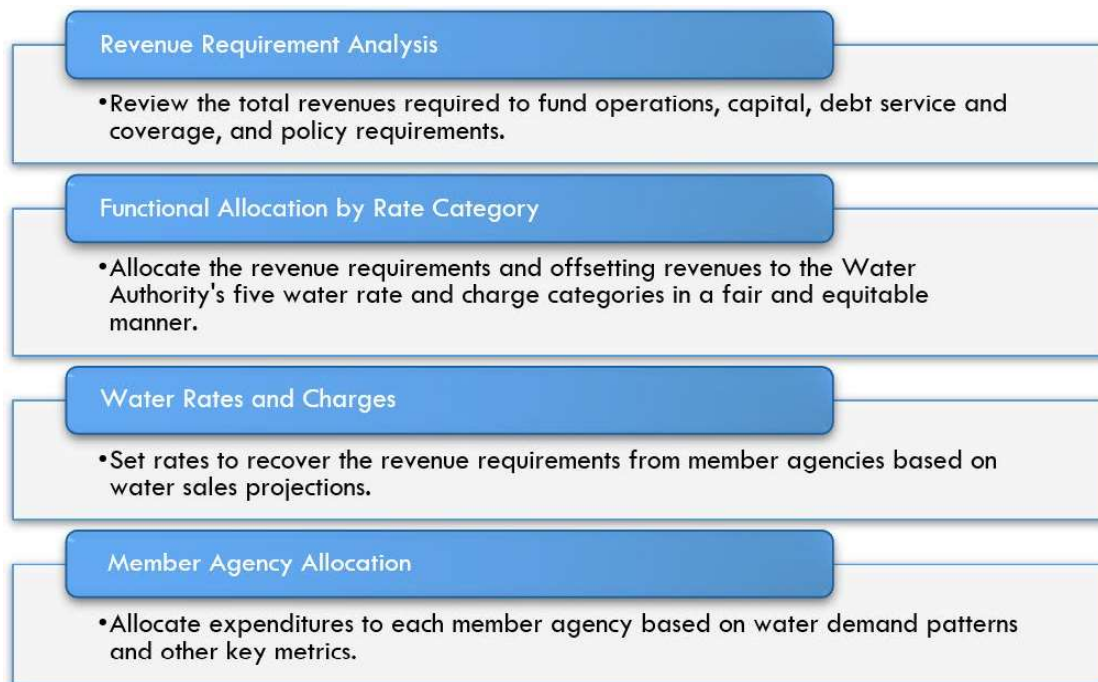 Revenue Requirement Analysis
•Review the total revenues required to fund operations, capital, debt service and
coverage, and policy requirements.
Functional Allocation by Rate Category
•Allocate the revenue requirements and offsetting revenues to the Water
Authority's five water rate and charge categories in a fair and equitable
manner.
Water Rates and Charges
•Set rates to recover the revenue requirements from member agencies based on
water sales projections.
Member Agency Allocation
•Allocate expenditures to each member agency based on water demand patterns
and other key metrics.